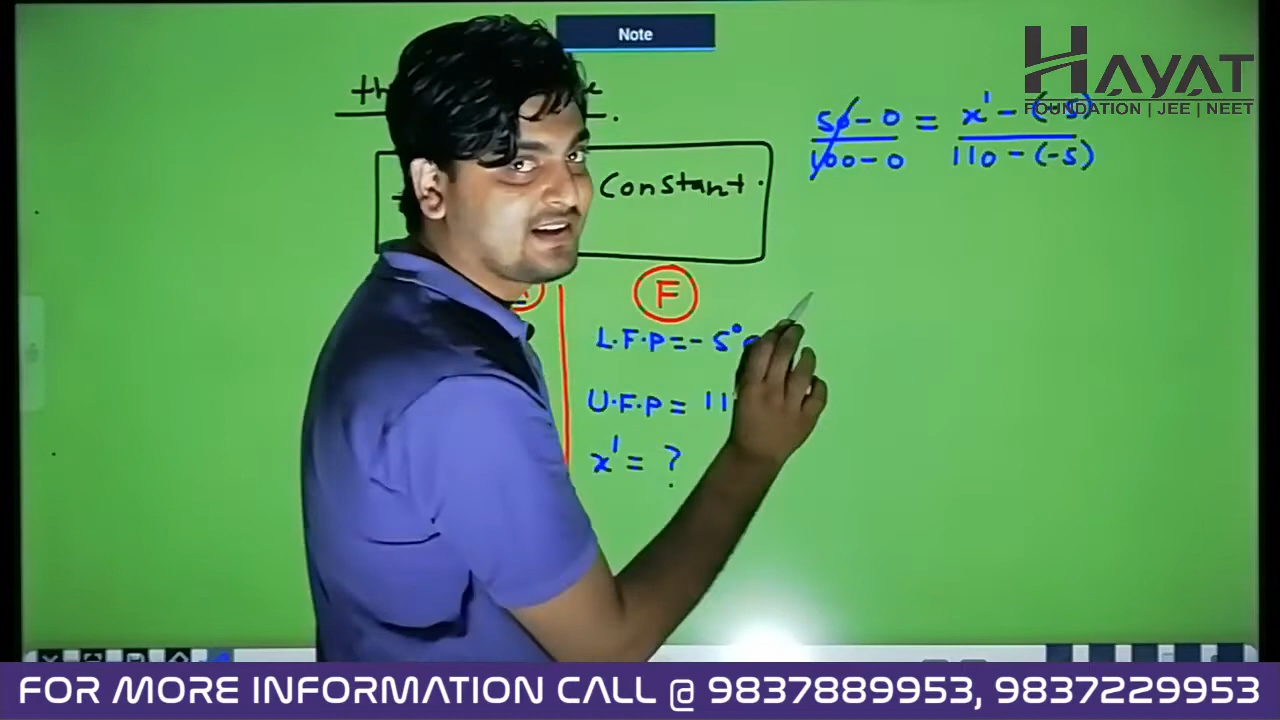 Note
HAYAT
FOUNDATION | JEE | NEET
50 - 0 / 100 - 0 = x' - (-5) / 110 - (-5)
Constant.
F
L.F.P = - 5°
U.F.P = 11
x' = ?
FOR MORE INFORMATION CALL @ 9837889953, 9837229953